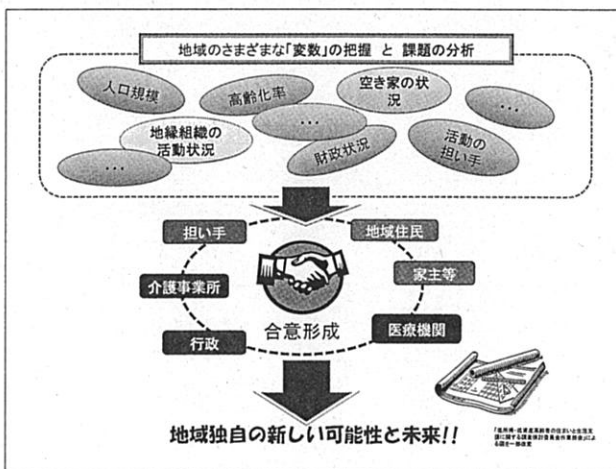 地域のさまざまな「変数」の把握 と 課題の分析
人口規模
高齢化率
空き家の状
況
…
地縁組織の
活動状況
…
財政状況
活動の
担い手
…
担い手
地域住民
介護事業所
家主等
合意形成
行政
医療機関
地域独自の新しい可能性と未来!!